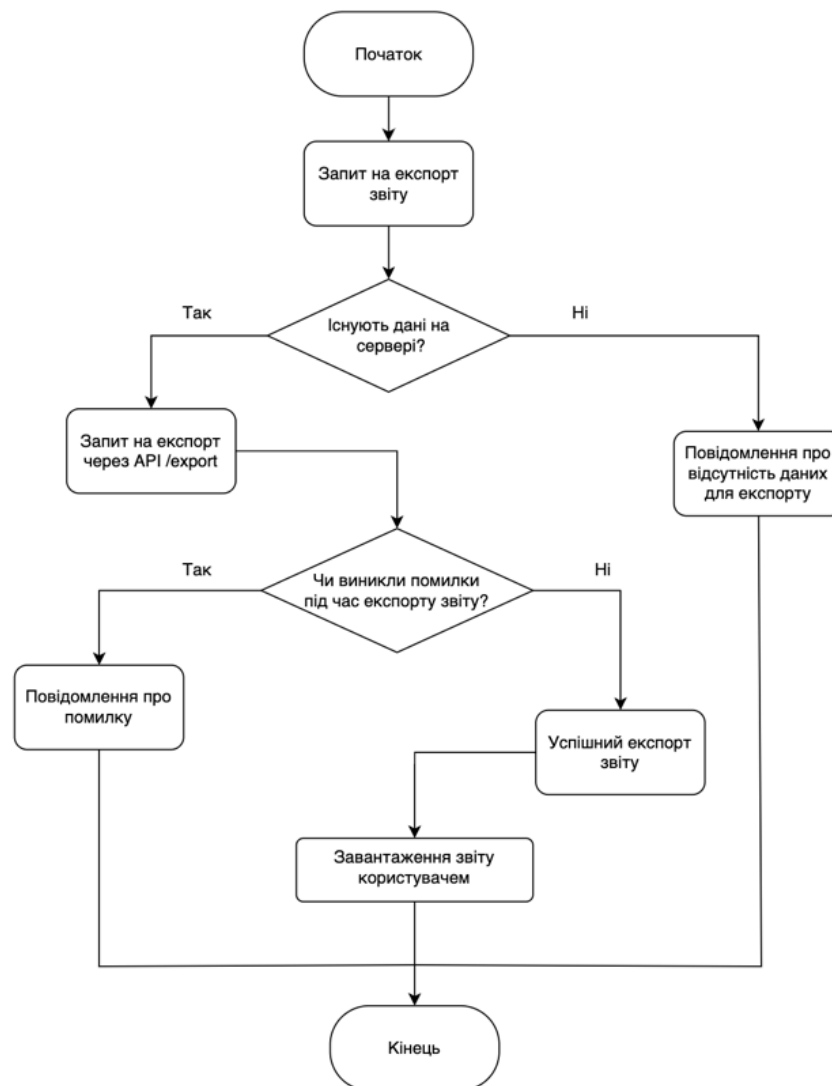 Початок
Запит на експорт
звіту
Так
Ні
Існують дані на
сервері?
Запит на експорт
через API /export
Повідомлення про
відсутність даних
для експорту
Так
Ні
Чи виникли помилки
під час експорту звіту?
Повідомлення про
помилку
Успішний експорт
звіту
Завантаження звіту
користувачем
Кінець